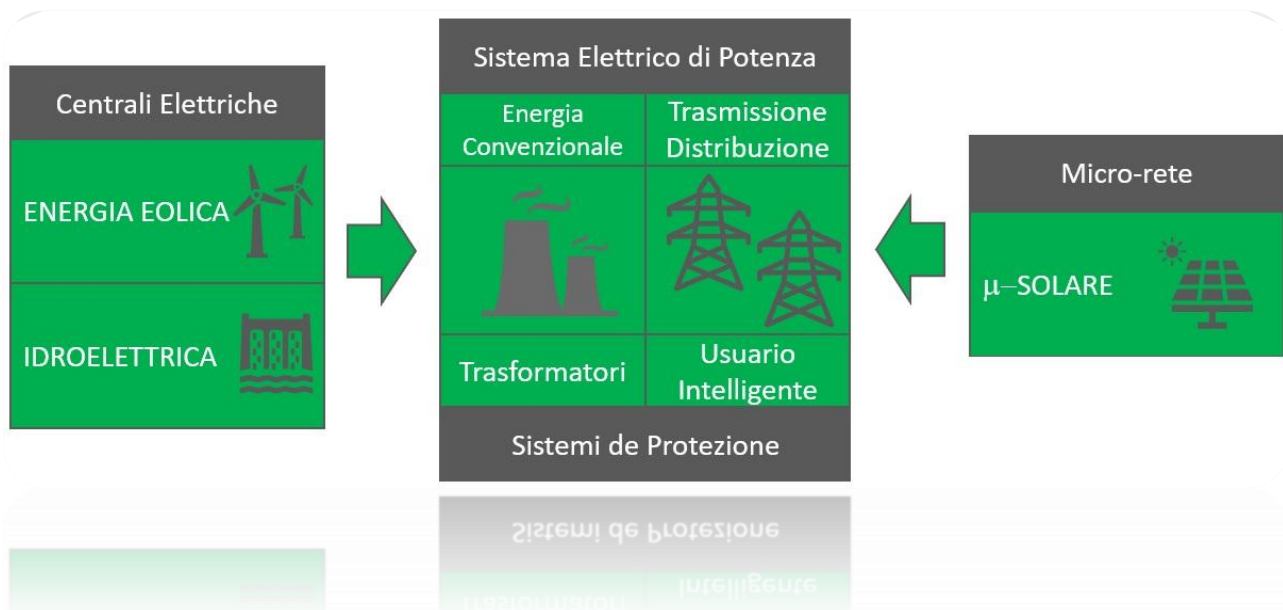 Centrali Elettriche
ENERGIA EOLICA
IDROELETTRICA
Sistema Elettrico di Potenza
Energia
Convenzionale
Trasmissione
Distribuzione
Trasformatori
Usuario
Intelligente
Sistemi de Protezione
Micro-rete
μ–SOLARE